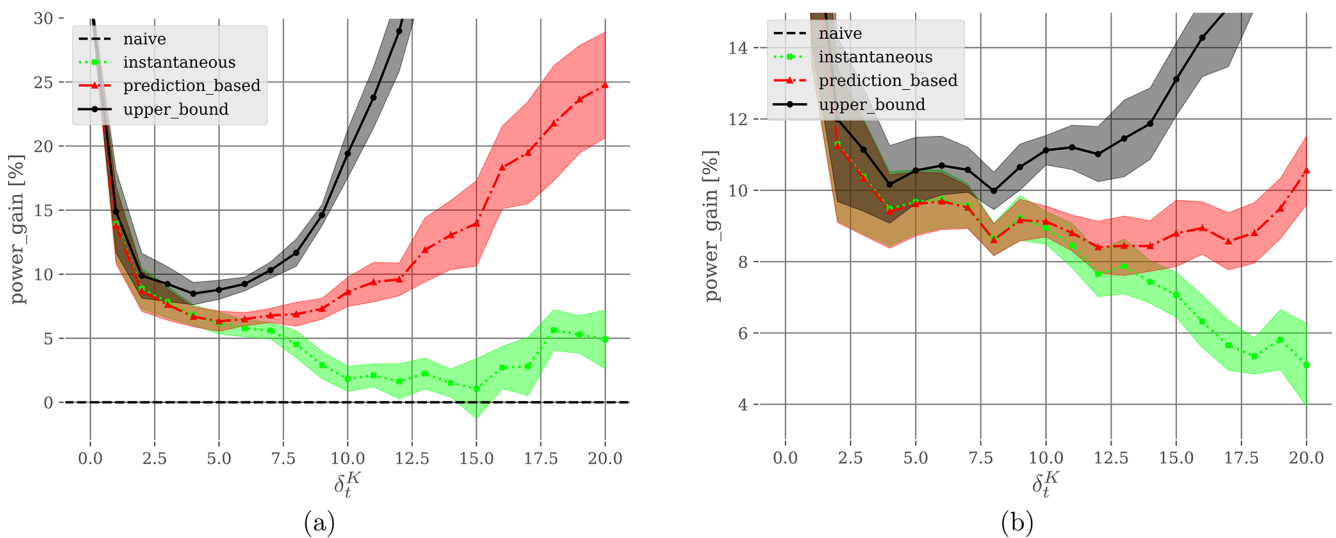 30
25
20
15
10
5
0
power_gain [%]
naive
instantaneous
prediction_based
upper_bound
0.0 2.5 5.0 7.5 10.0 12.5 15.0 17.5 20.0
δ_t^K
(a)
14
12
10
8
6
4
power_gain [%]
naive
instantaneous
prediction_based
upper_bound
0.0 2.5 5.0 7.5 10.0 12.5 15.0 17.5 20.0
δ_t^K
(b)